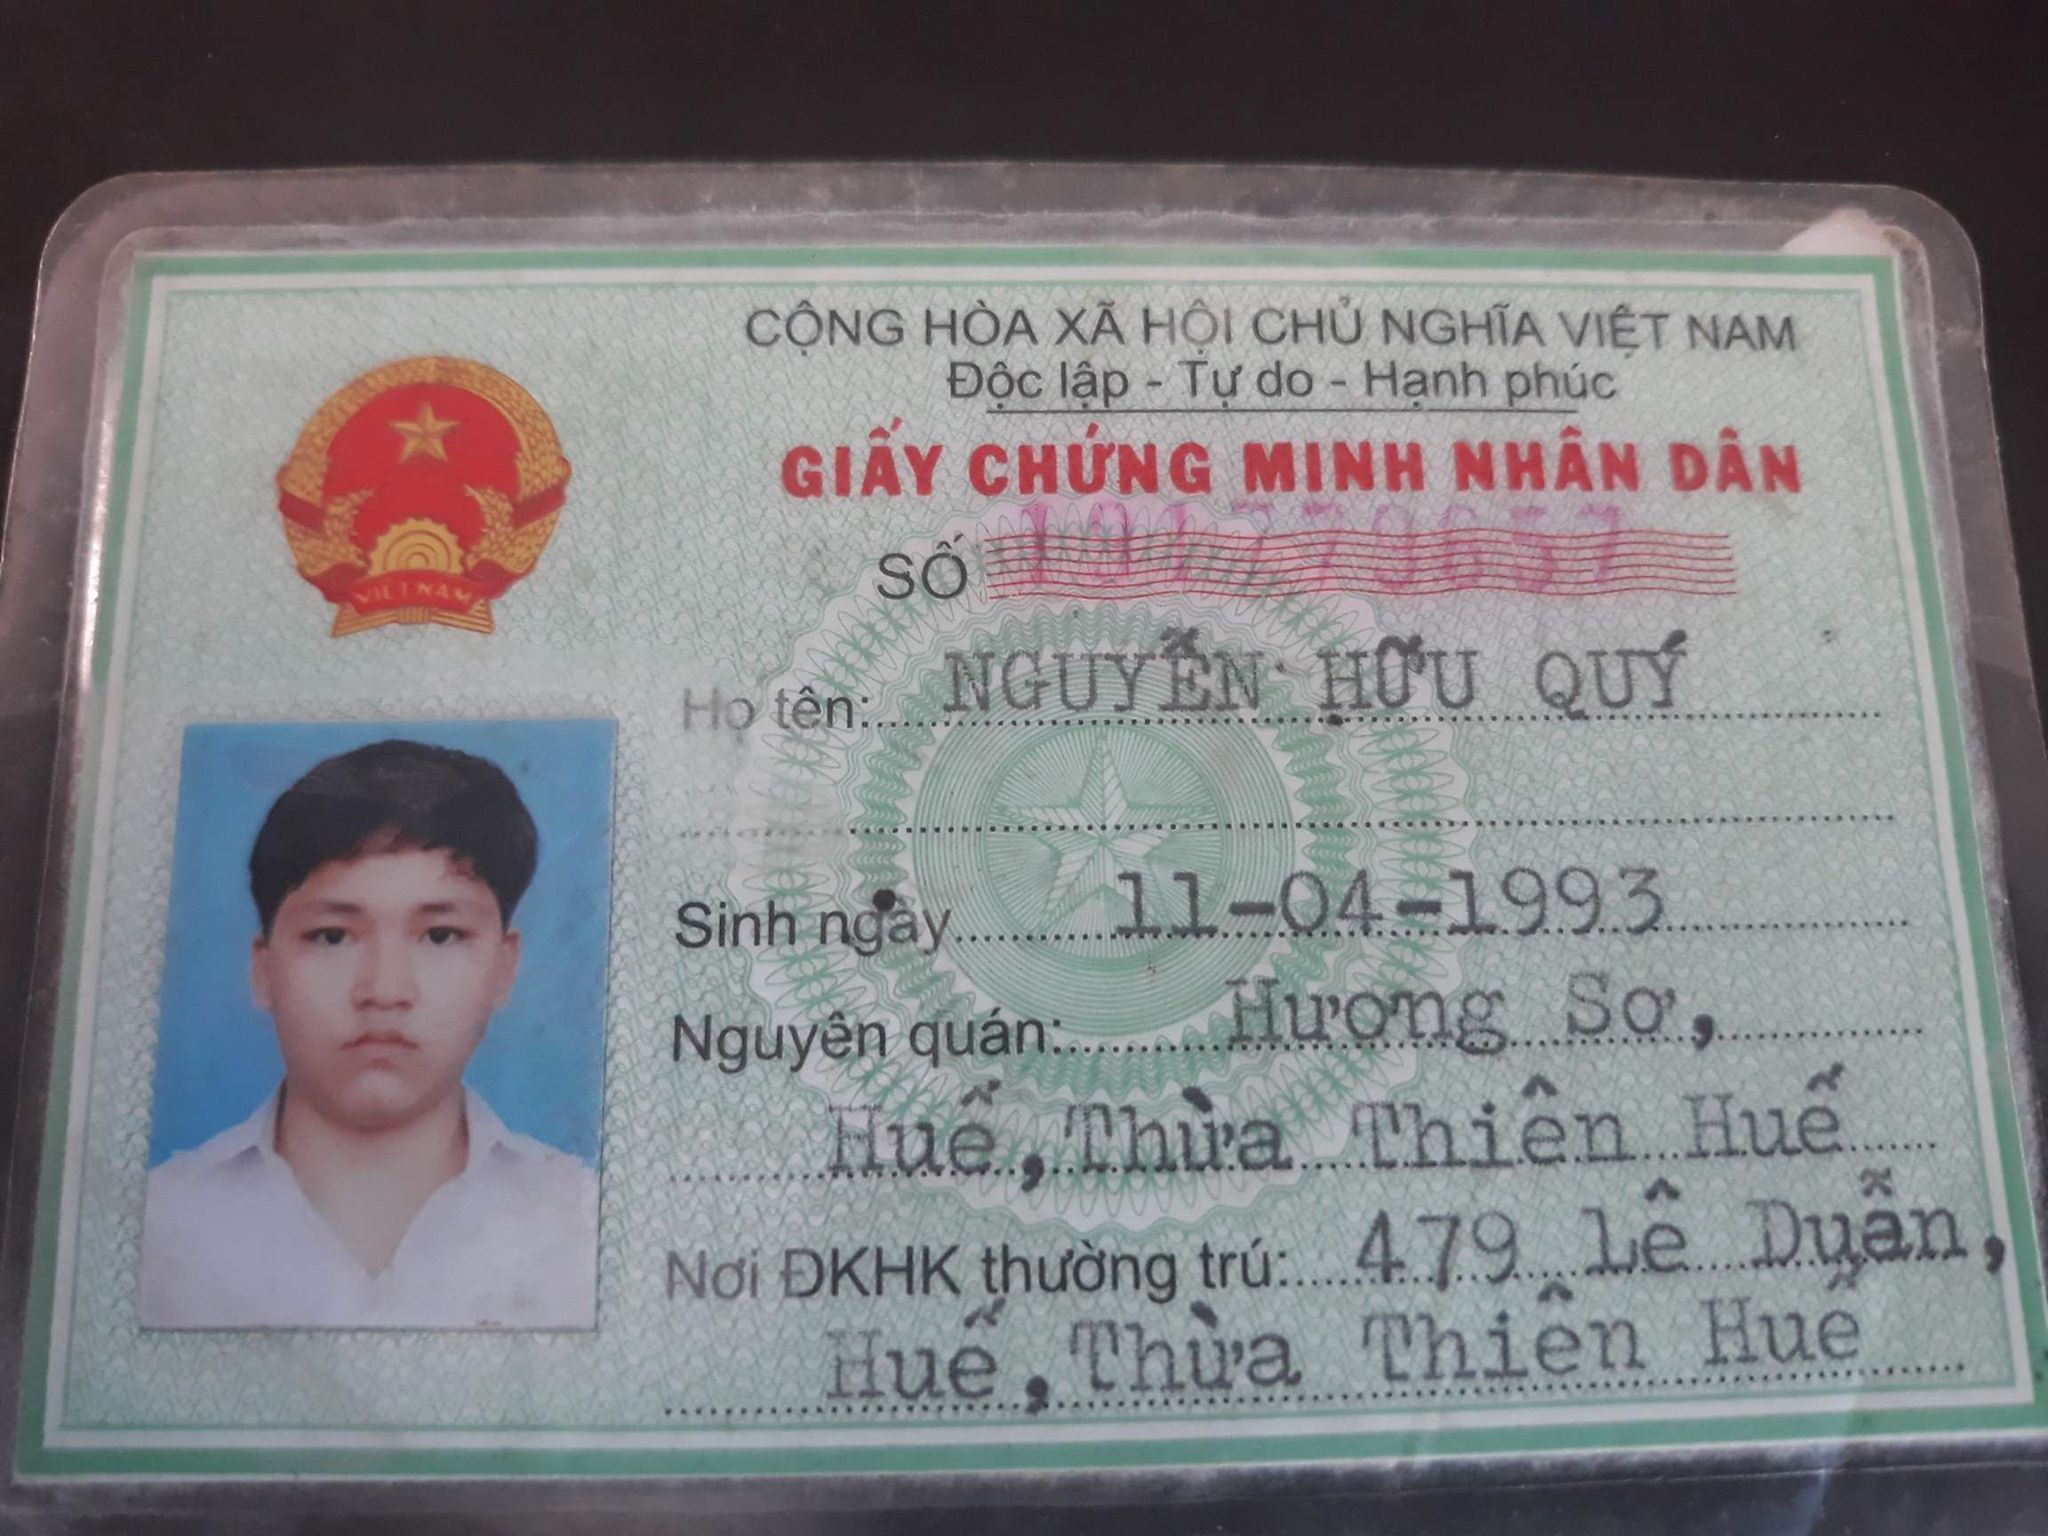 CỘNG HÒA XÃ HỘI CHỦ NGHĨA VIỆT NAM
Độc lập - Tự do - Hạnh phúc
GIẤY CHỨNG MINH NHÂN DÂN
SỐ
Họ tên: NGUYỄN HỮU QUÝ
Sinh ngày 11-04-1993
Nguyên quán: Hương Sơ,
Huế, Thừa Thiên Huế
Nơi ĐKHK thường trú: 479 Lê Duẩn,
Huế, Thừa Thiên Huế
VIỆT NAM